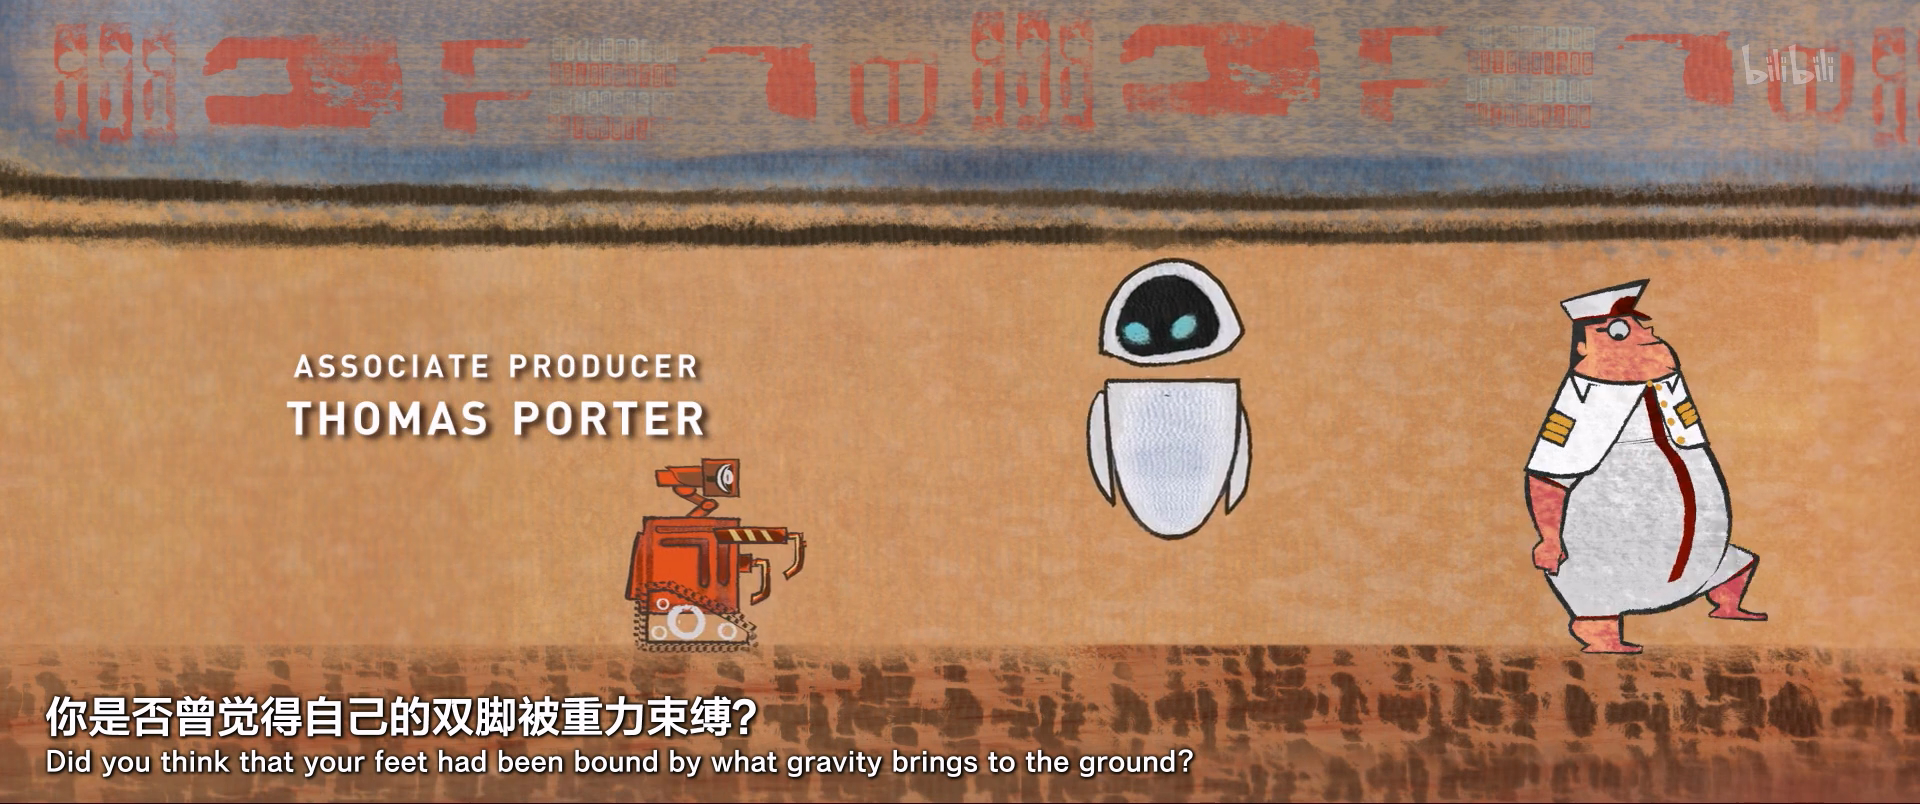 bilibili
ASSOCIATE PRODUCER
THOMAS PORTER
你是否曾觉得自己的双脚被重力束缚?
Did you think that your feet had been bound by what gravity brings to the ground?